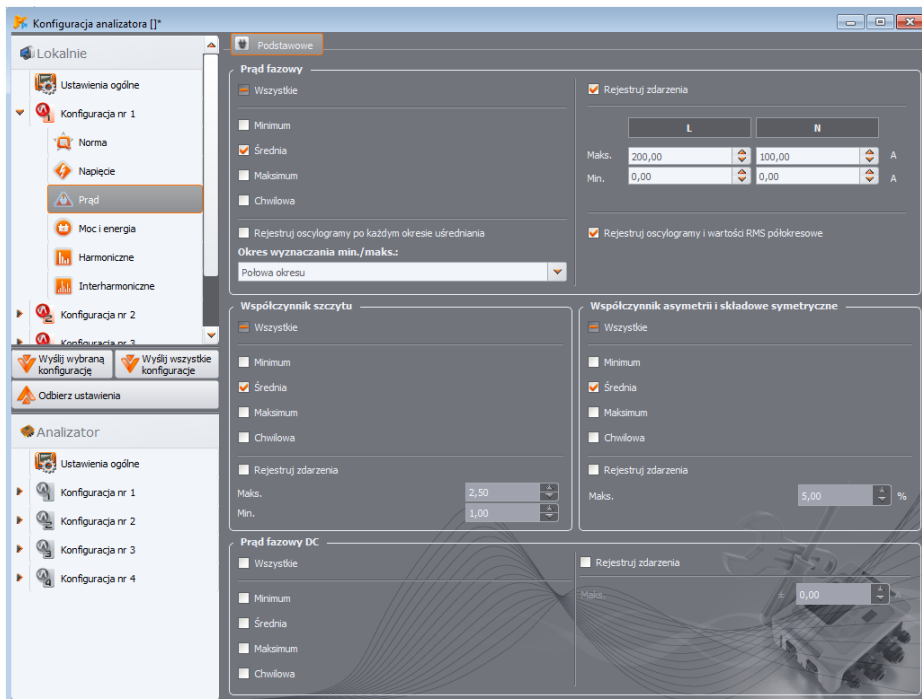 Konfiguracja analizatora []*
Lokalnie
Ustawienia ogólne
Konfiguracja nr 1
Norma
Napięcie
Prąd
Moc i energia
Harmoniczne
Interharmoniczne
Konfiguracja nr 2
Konfiguracja nr 3
Wyślij wybraną konfigurację
Wyślij wszystkie konfiguracje
Odbierz ustawienia
Analizator
Ustawienia ogólne
Konfiguracja nr 1
Konfiguracja nr 2
Konfiguracja nr 3
Konfiguracja nr 4
Podstawowe
Prąd fazowy
Wszystkie
Minimum
Średnia
Maksimum
Chwilowa
Rejestruj oscylogramy po każdym okresie uśredniania
Okres wyznaczania min./maks.:
Połowa okresu
Rejestruj zdarzenia
L N
Maks. 200,00 100,00 A
Min. 0,00 0,00 A
Rejestruj oscylogramy i wartości RMS półokresowe
Współczynnik szczytu
Wszystkie
Minimum
Średnia
Maksimum
Chwilowa
Rejestruj zdarzenia
Maks. 2,50
Min. 1,00
Współczynnik asymetrii i składowe symetryczne
Wszystkie
Minimum
Średnia
Maksimum
Chwilowa
Rejestruj zdarzenia
Maks. 5,00 %
Prąd fazowy DC
Wszystkie
Minimum
Średnia
Maksimum
Chwilowa
Rejestruj zdarzenia
Maks. ± 0,00 A